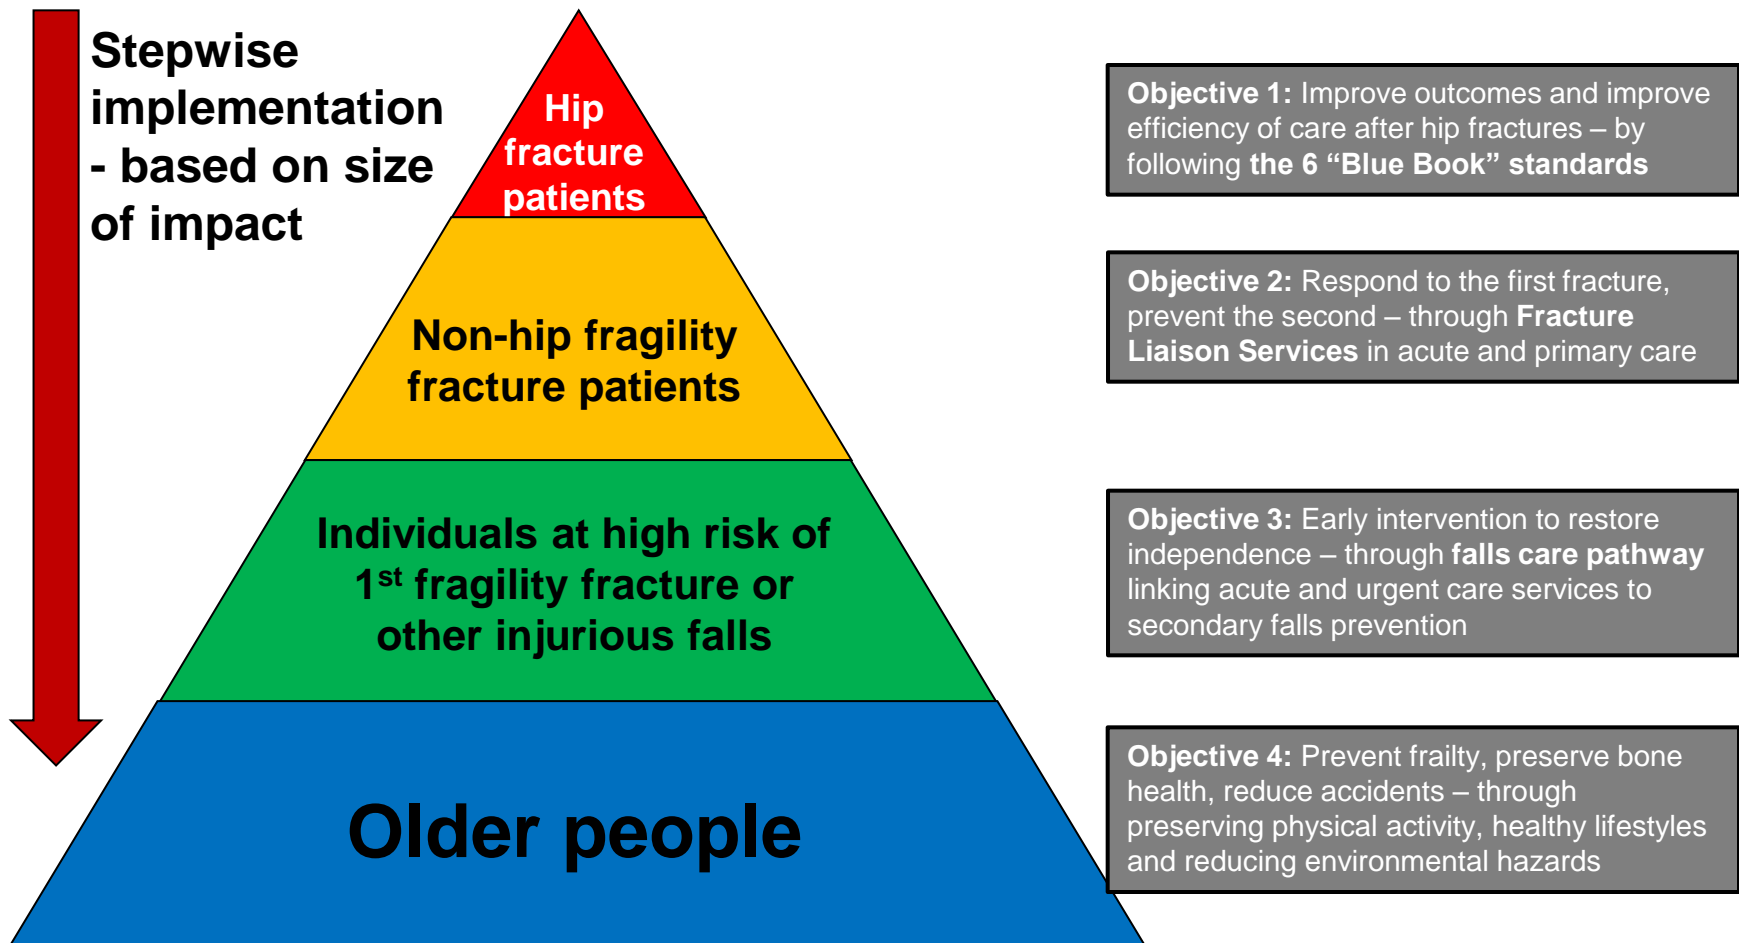 Stepwise
implementation
- based on size
of impact
Hip
fracture
patients
Non-hip fragility
fracture patients
Individuals at high risk of
1st fragility fracture or
other injurious falls
Older people
Objective 1: Improve outcomes and improve
efficiency of care after hip fractures – by
following the 6 “Blue Book” standards
Objective 2: Respond to the first fracture,
prevent the second – through Fracture
Liaison Services in acute and primary care
Objective 3: Early intervention to restore
independence – through falls care pathway
linking acute and urgent care services to
secondary falls prevention
Objective 4: Prevent frailty, preserve bone
health, reduce accidents – through
preserving physical activity, healthy lifestyles
and reducing environmental hazards